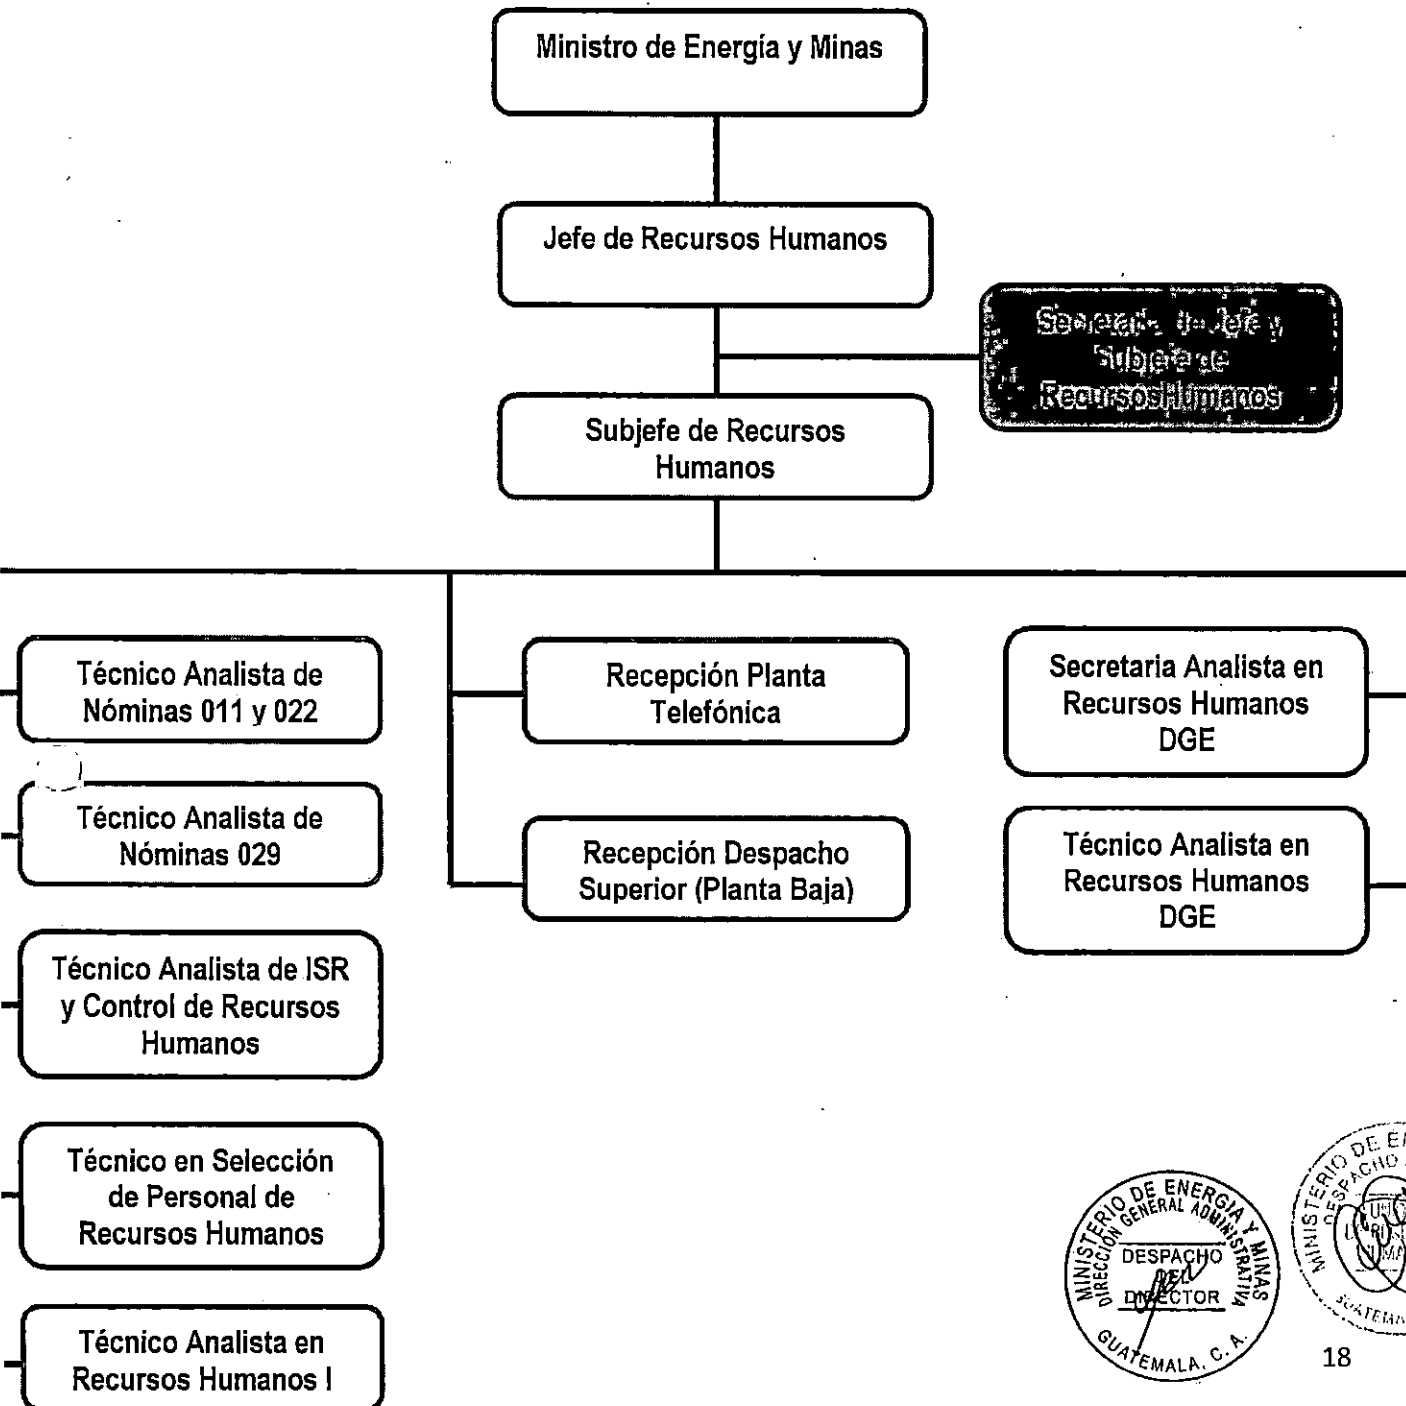 Ministro de Energía y Minas
Jefe de Recursos Humanos
Secretaria de Jefe y
Subjefe de
RecursosHumanos
Subjefe de Recursos
Humanos
Técnico Analista de
Nóminas 011 y 022
Técnico Analista de
Nóminas 029
Técnico Analista de ISR
y Control de Recursos
Humanos
Técnico en Selección
de Personal de
Recursos Humanos
Técnico Analista en
Recursos Humanos I
Recepción Planta
Telefónica
Recepción Despacho
Superior (Planta Baja)
Secretaria Analista en
Recursos Humanos
DGE
Técnico Analista en
Recursos Humanos
DGE
MINISTERIO DE ENERGIA Y MINAS
DIRECCIÓN GENERAL ADMINISTRATIVA
DESPACHO
DEL
DIRECTOR
GUATEMALA, C. A.
MINISTERIO DE
18